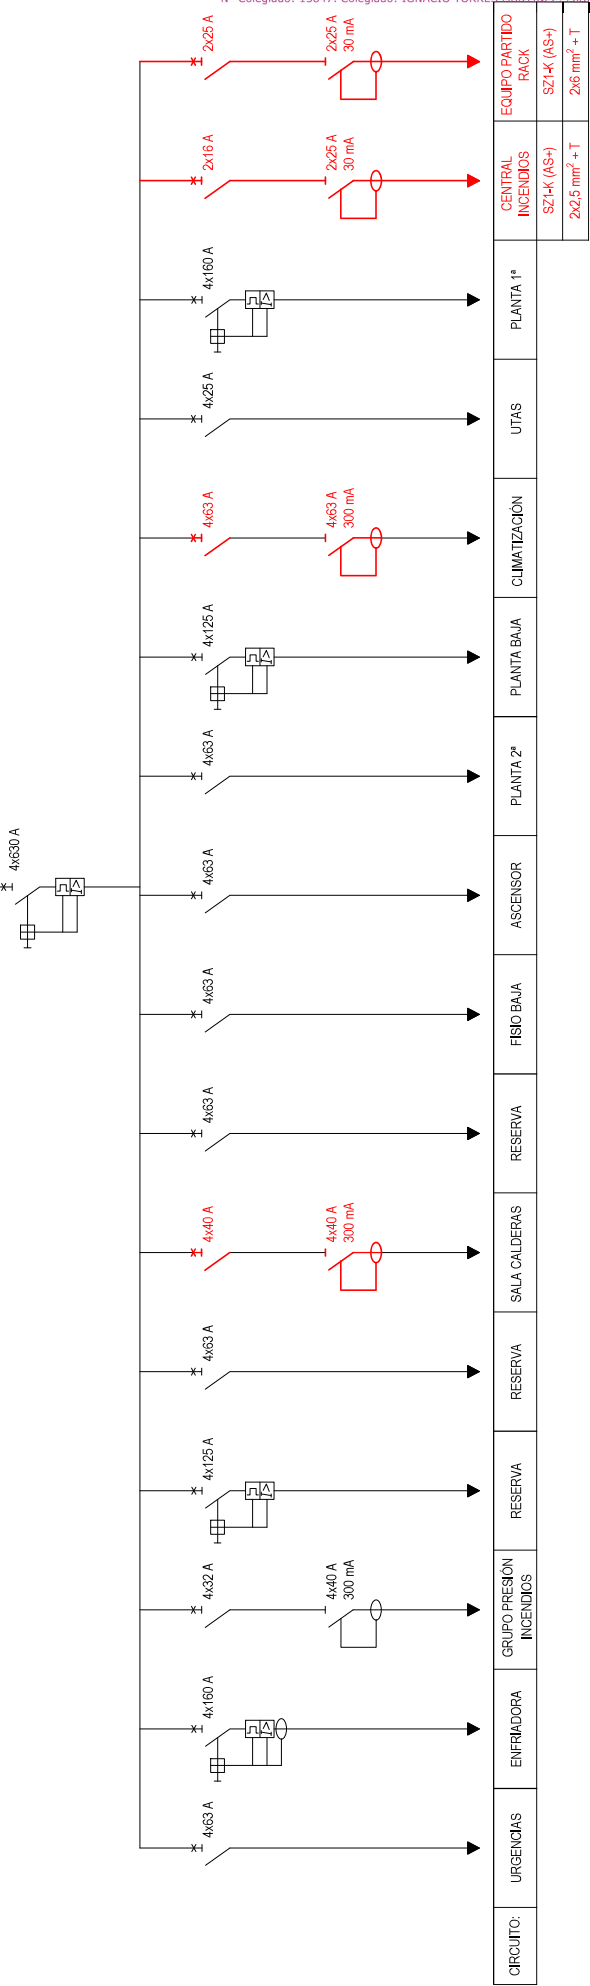 4x630 A
4x63 A
4x160 A
4x32 A
4x40 A
300 mA
4x125 A
4x63 A
4x40 A
4x40 A
300 mA
4x63 A
4x63 A
4x63 A
4x63 A
4x125 A
4x63 A
4x63 A
300 mA
4x25 A
4x160 A
2x16 A
2x25 A
30 mA
2x25 A
2x25 A
30 mA
CIRCUITO:
URGENCIAS
ENFRIADORA
GRUPO PRESIÓN
INCENDIOS
RESERVA
RESERVA
SALA CALDERAS
RESERVA
FISIO BAJA
ASCENSOR
PLANTA 2ª
PLANTA BAJA
CLIMATIZACIÓN
UTAS
PLANTA 1ª
CENTRAL
INCENDIOS
EQUIPO PARTIDO
RACK
SZ1-K (AS+)
SZ1-K (AS+)
2x2,5 mm² + T
2x6 mm² + T